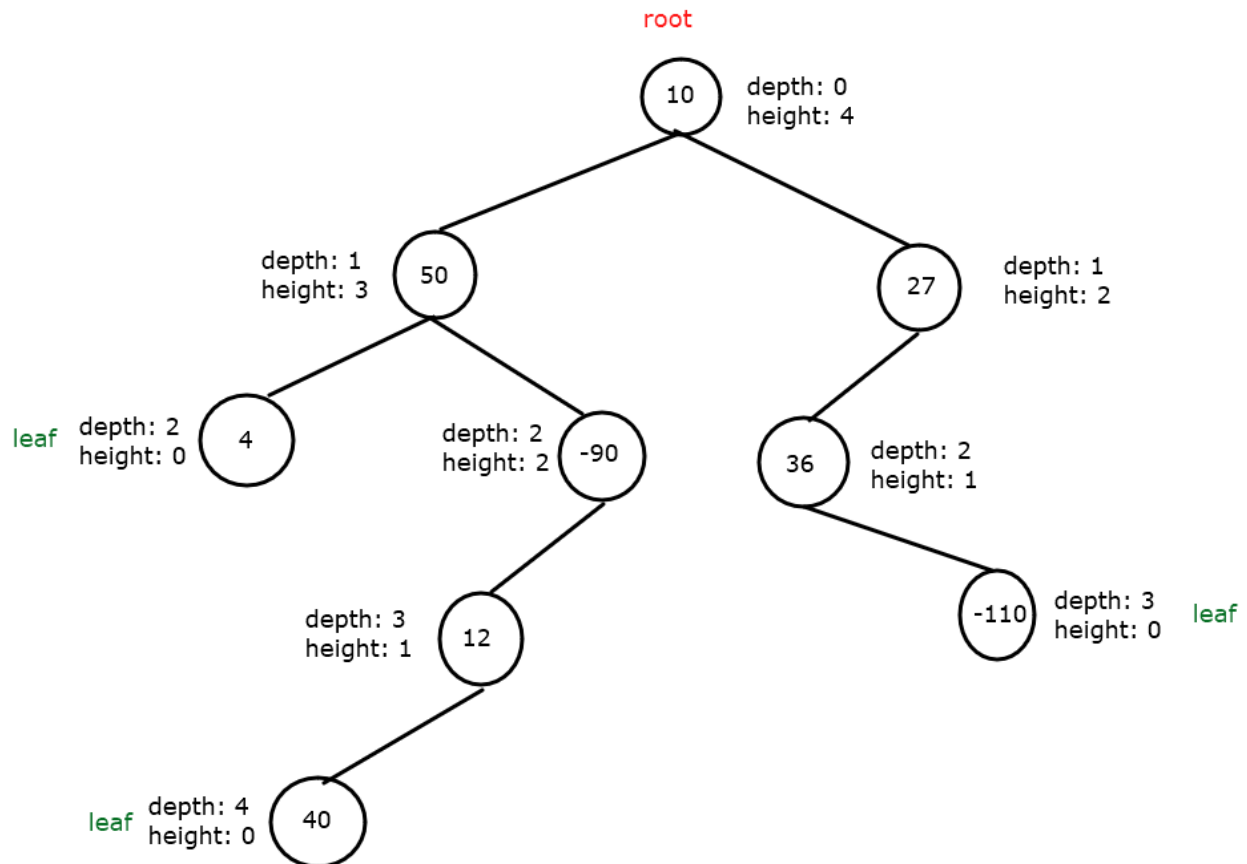 root
10
depth: 0
height: 4
depth: 1
height: 3
50
27
depth: 1
height: 2
leaf
depth: 2
height: 0
4
depth: 2
height: 2
-90
36
depth: 2
height: 1
depth: 3
height: 1
12
-110
depth: 3
height: 0
leaf
leaf
depth: 4
height: 0
40